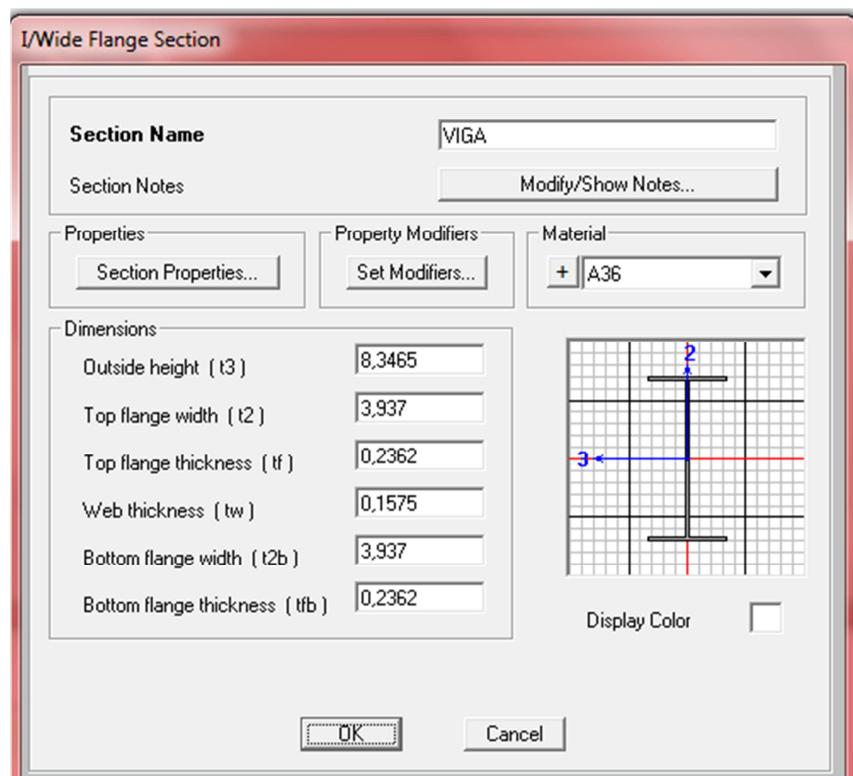 I/Wide Flange Section
Section Name
VIGA
Section Notes
Modify/Show Notes...
Properties
Property Modifiers
Material
Section Properties...
Set Modifiers...
+
A36
Dimensions
Outside height ( t3 )
8,3465
Top flange width ( t2 )
3,937
Top flange thickness ( tf )
0,2362
Web thickness ( tw )
0,1575
Bottom flange width ( t2b )
3,937
Bottom flange thickness ( tfb )
0,2362
2
3
Display Color
OK
Cancel